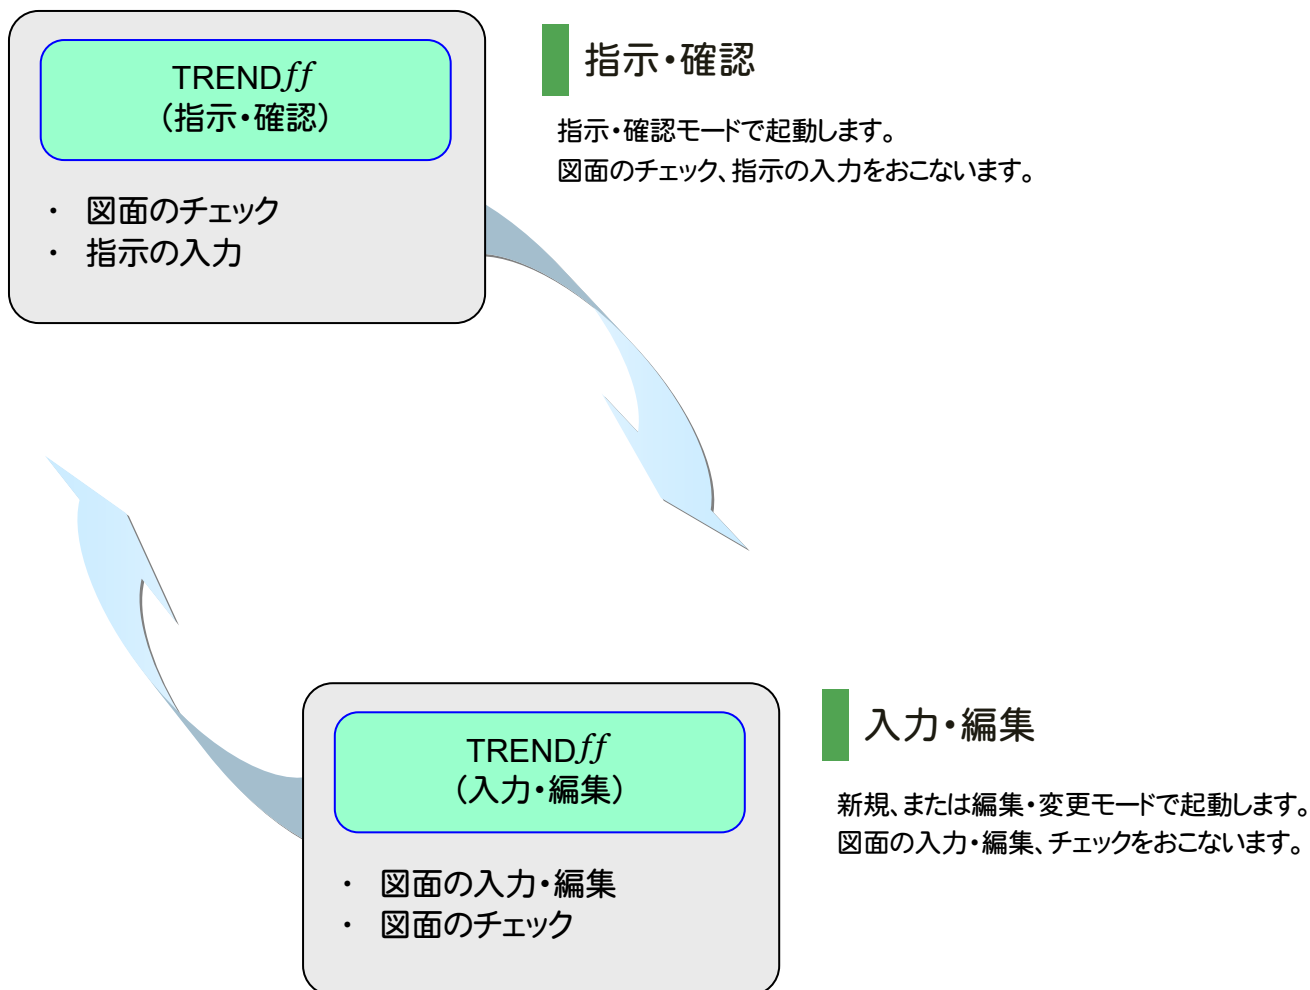 TRENDff
（指示・確認）
・ 図面のチェック
・ 指示の入力
指示・確認
指示・確認モードで起動します。
図面のチェック、指示の入力をおこないます。
TRENDff
（入力・編集）
・ 図面の入力・編集
・ 図面のチェック
入力・編集
新規、または編集・変更モードで起動します。
図面の入力・編集、チェックをおこないます。